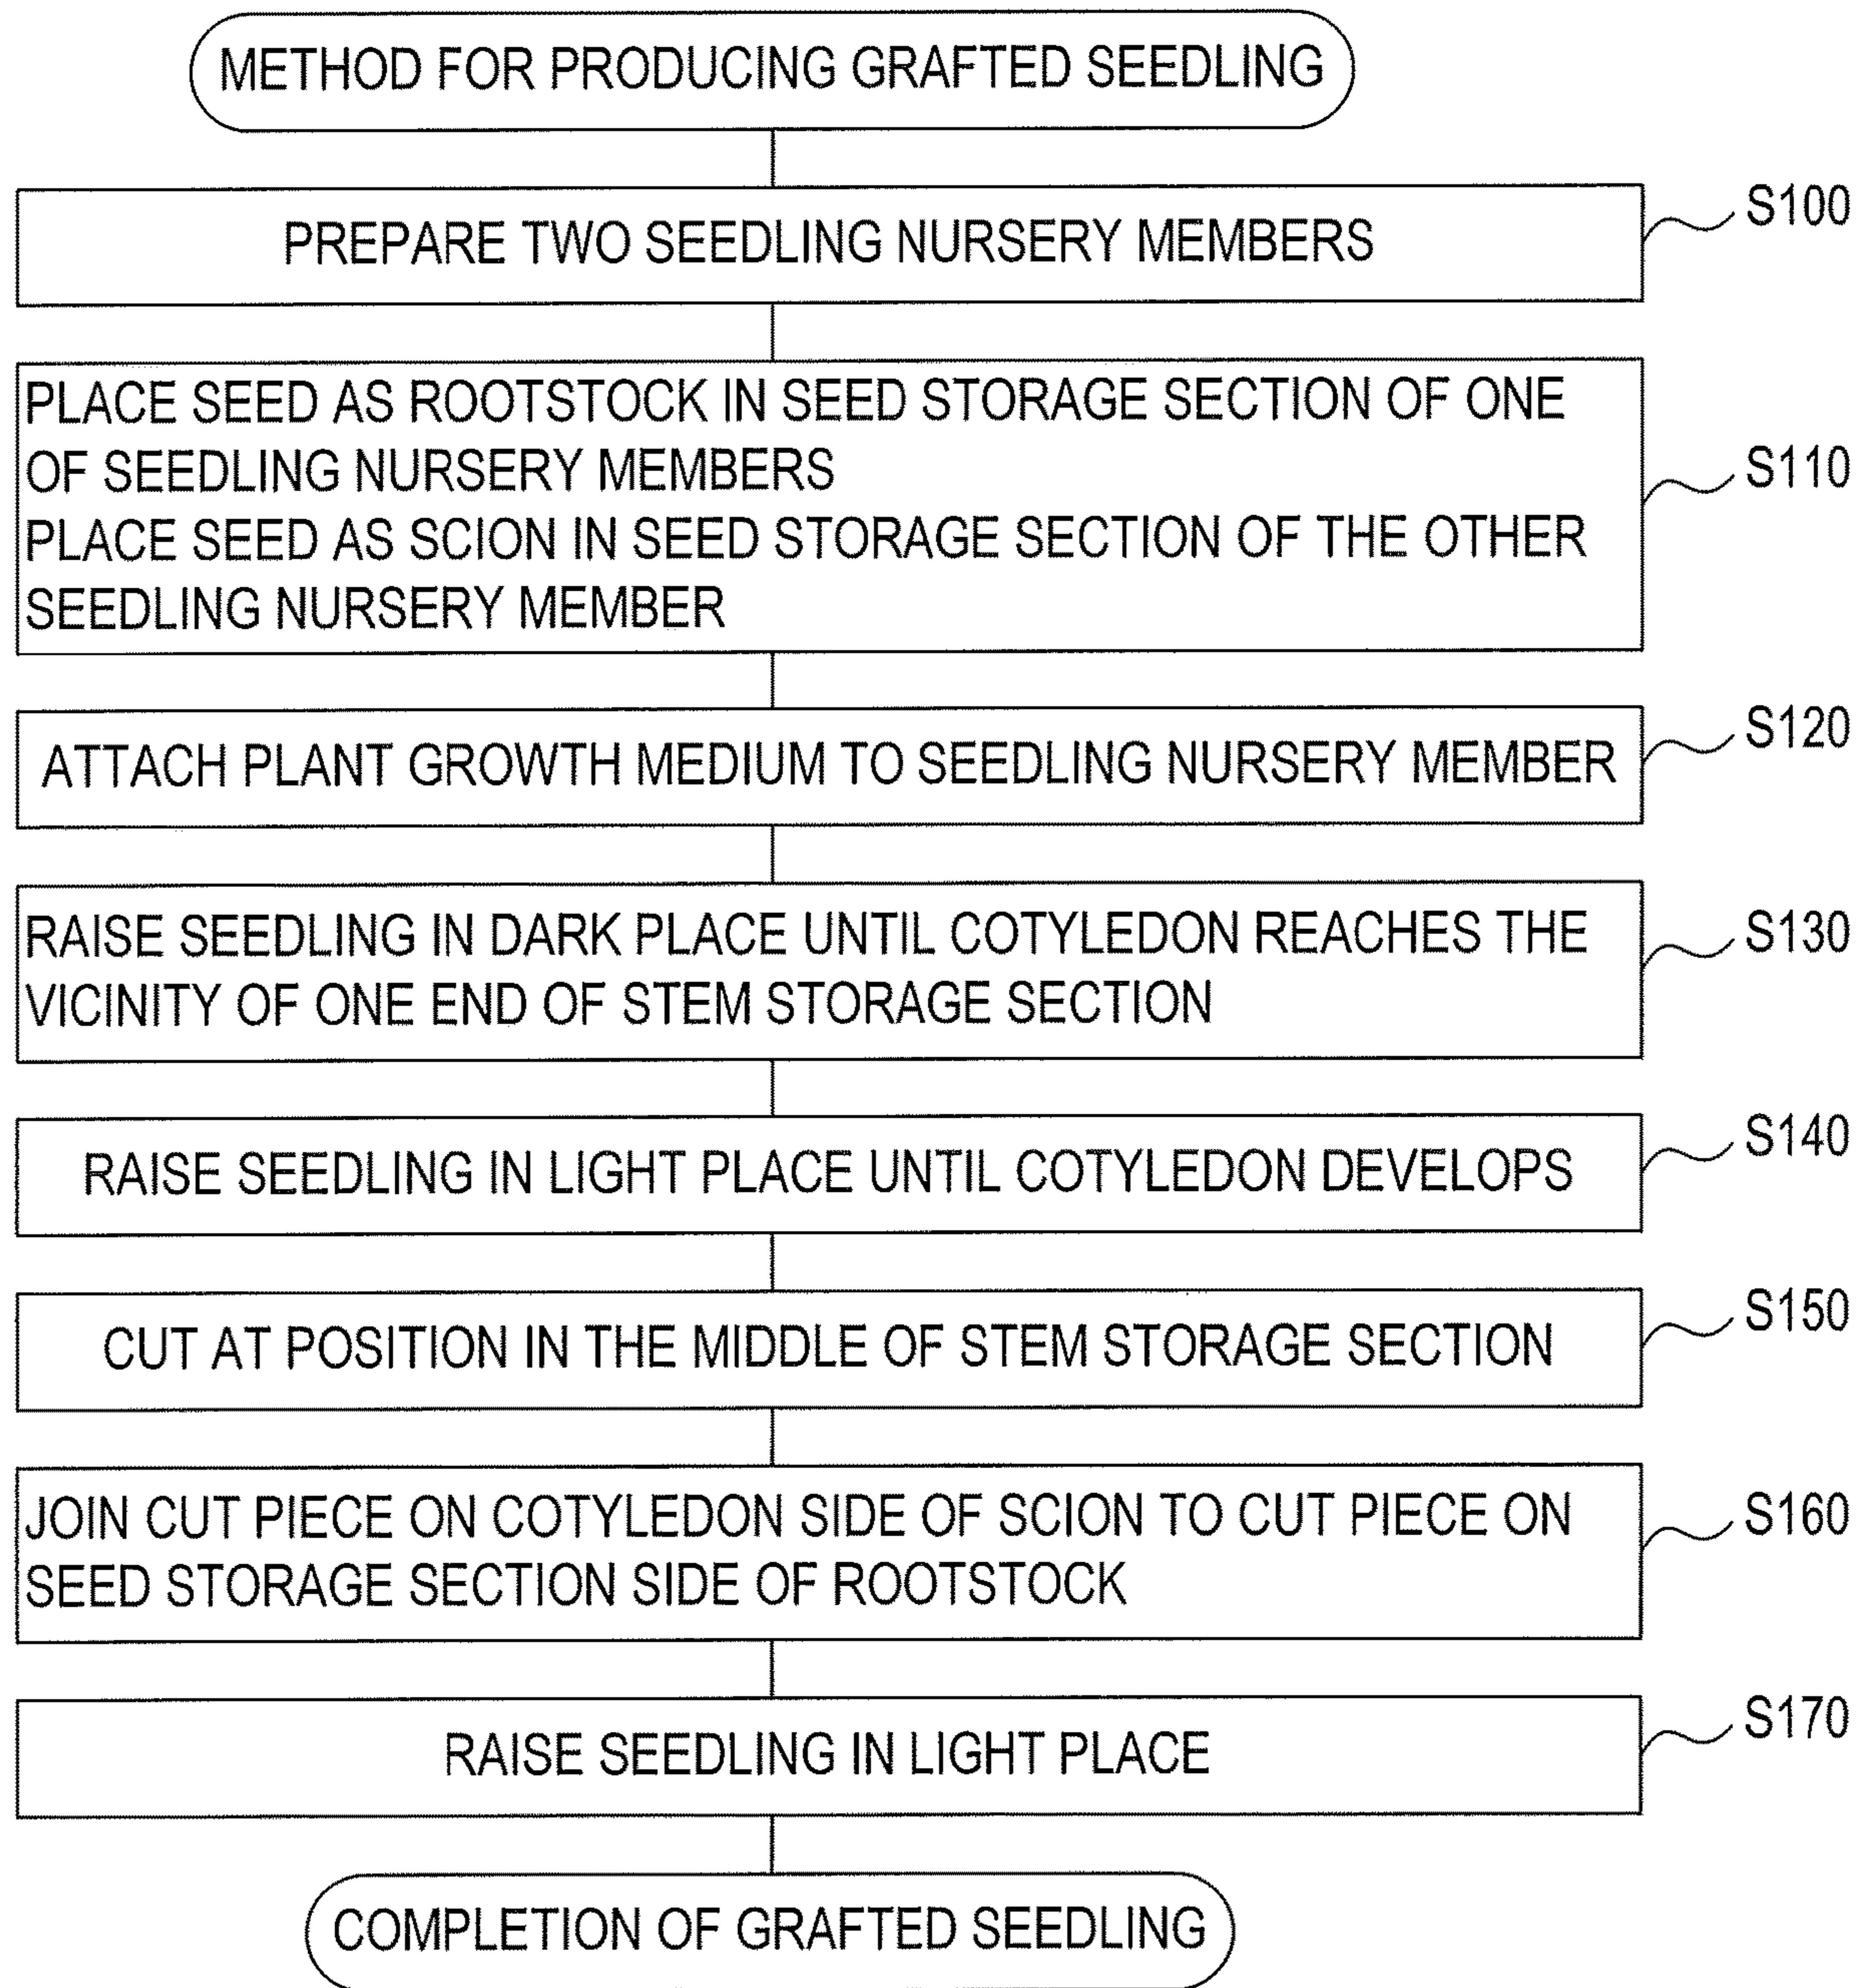 METHOD FOR PRODUCING GRAFTED SEEDLING
PREPARE TWO SEEDLING NURSERY MEMBERS
S100
PLACE SEED AS ROOTSTOCK IN SEED STORAGE SECTION OF ONE
OF SEEDLING NURSERY MEMBERS
PLACE SEED AS SCION IN SEED STORAGE SECTION OF THE OTHER
SEEDLING NURSERY MEMBER
S110
ATTACH PLANT GROWTH MEDIUM TO SEEDLING NURSERY MEMBER
S120
RAISE SEEDLING IN DARK PLACE UNTIL COTYLEDON REACHES THE
VICINITY OF ONE END OF STEM STORAGE SECTION
S130
RAISE SEEDLING IN LIGHT PLACE UNTIL COTYLEDON DEVELOPS
S140
CUT AT POSITION IN THE MIDDLE OF STEM STORAGE SECTION
S150
JOIN CUT PIECE ON COTYLEDON SIDE OF SCION TO CUT PIECE ON
SEED STORAGE SECTION SIDE OF ROOTSTOCK
S160
RAISE SEEDLING IN LIGHT PLACE
S170
COMPLETION OF GRAFTED SEEDLING